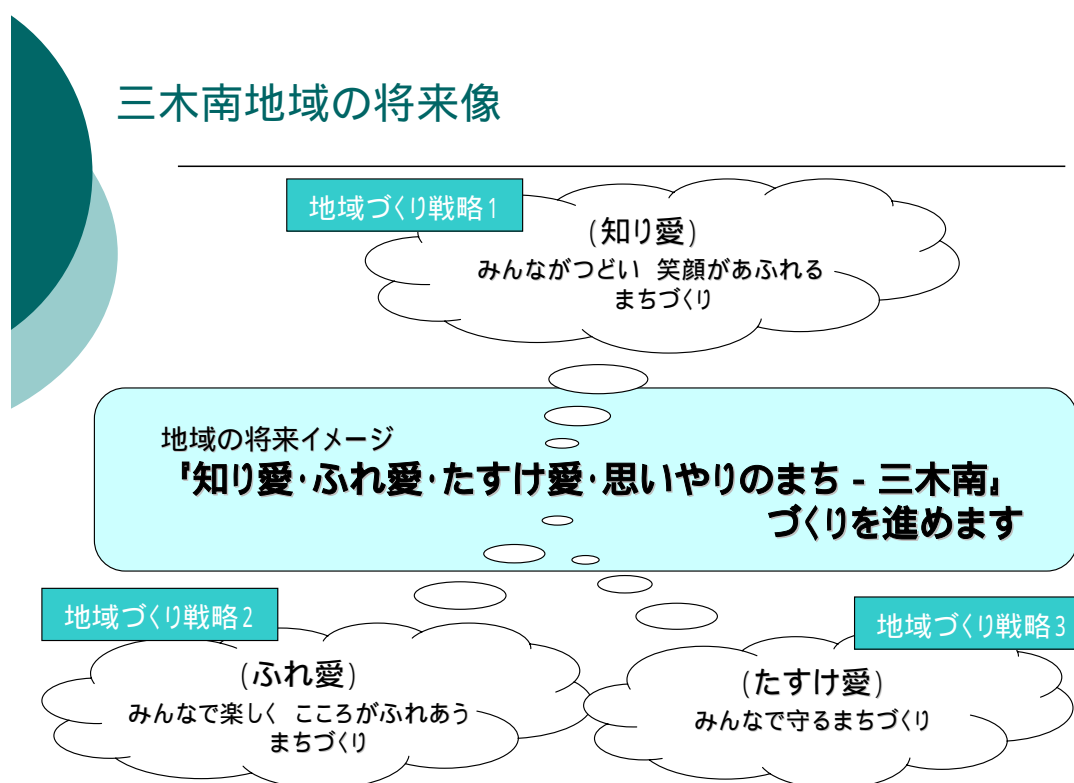 三木南地域の将来像
地域づくり戦略1
(知り愛)
みんながつどい 笑顔があふれる
まちづくり
地域の将来イメージ
『知り愛・ふれ愛・たすけ愛・思いやりのまち - 三木南』
づくりを進めます
地域づくり戦略2
(ふれ愛)
みんなで楽しく こころがふれあう
まちづくり
地域づくり戦略3
(たすけ愛)
みんなで守るまちづくり